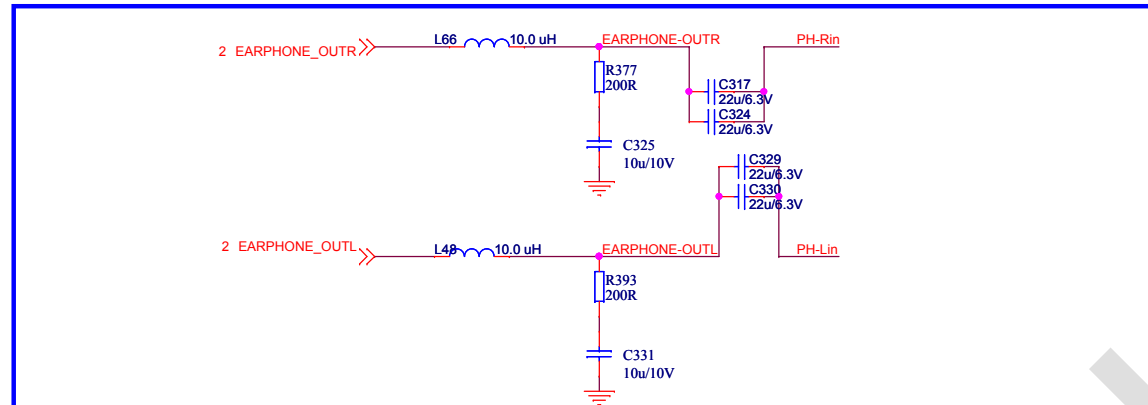 2 EARPHONE_OUTR
L66
10.0 uH
EARPHONE-OUTR
PH-Rin
R377
200R
C317
22u/6.3V
C324
22u/6.3V
C325
10u/10V
C329
22u/6.3V
C330
22u/6.3V
2 EARPHONE_OUTL
L48
10.0 uH
EARPHONE-OUTL
PH-Lin
R393
200R
C331
10u/10V